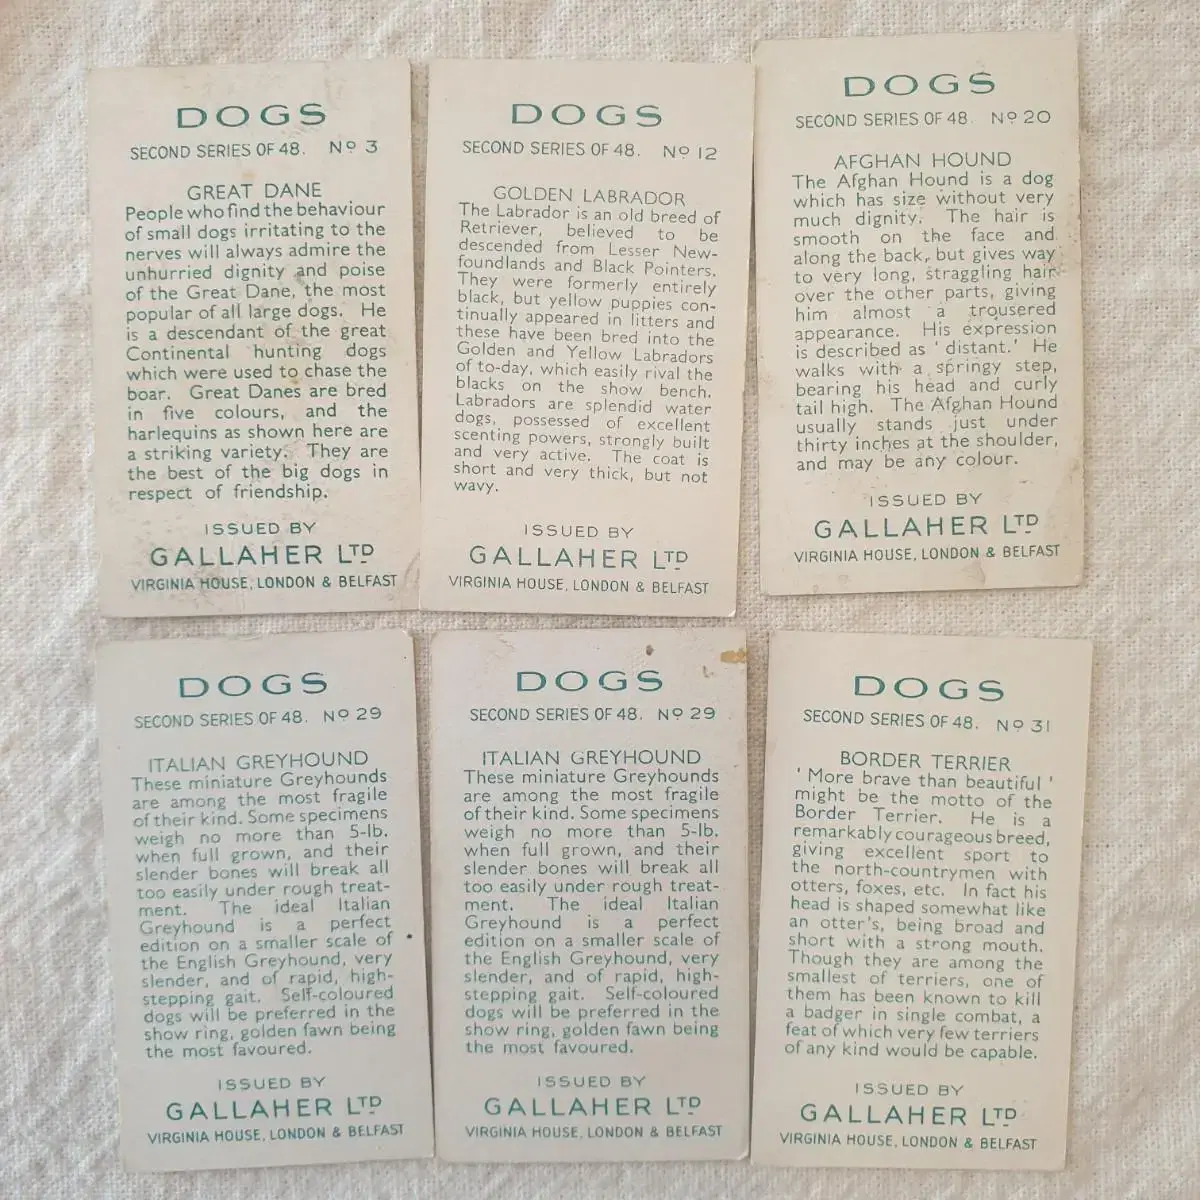 DOGS
SECOND SERIES OF 48. Nº 3
GREAT DANE
People who find the behaviour
of small dogs irritating to the
nerves will always admire the
unhurried dignity and poise
of the Great Dane, the most
popular of all large dogs. He
is a descendant of the great
Continental hunting dogs
which were used to chase the
boar. Great Danes are bred
in five colours, and the
harlequins as shown here are
a striking variety. They are
the best of the big dogs in
respect of friendship.
ISSUED BY
GALLAHER LTD
VIRGINIA HOUSE, LONDON & BELFAST
DOGS
SECOND SERIES OF 48. Nº 12
GOLDEN LABRADOR
The Labrador is an old breed of
Retriever, believed to be
descended from Lesser New-
foundlands and Black Pointers.
They were formerly entirely
black, but yellow puppies con-
tinually appeared in litters and
these have been bred into the
Golden and Yellow Labradors
of to-day, which easily rival the
blacks on the show bench.
Labradors are splendid water
dogs, possessed of excellent
scenting powers, strongly built
and very active. The coat is
short and very thick, but not
wavy.
ISSUED BY
GALLAHER LTD
VIRGINIA HOUSE, LONDON & BELFAST
DOGS
SECOND SERIES OF 48. Nº 20
AFGHAN HOUND
The Afghan Hound is a dog
which has size without very
much dignity. The hair is
smooth on the face and
along the back, but gives way
to very long, straggling hair
over the other parts, giving
him almost a trousered
appearance. His expression
is described as ' distant.' He
walks with a springy step,
bearing his head and curly
tail high. The Afghan Hound
usually stands just under
thirty inches at the shoulder,
and may be any colour.
ISSUED BY
GALLAHER LTD
VIRGINIA HOUSE, LONDON & BELFAST
DOGS
SECOND SERIES OF 48. Nº 29
ITALIAN GREYHOUND
These miniature Greyhounds
are among the most fragile
of their kind. Some specimens
weigh no more than 5-lb.
when full grown, and their
slender bones will break all
too easily under rough treat-
ment. The ideal Italian
Greyhound is a perfect
edition on a smaller scale of
the English Greyhound, very
slender, and of rapid, high-
stepping gait. Self-coloured
dogs will be preferred in the
show ring, golden fawn being
the most favoured.
ISSUED BY
GALLAHER LTD
VIRGINIA HOUSE, LONDON & BELFAST
DOGS
SECOND SERIES OF 48. Nº 29
ITALIAN GREYHOUND
These miniature Greyhounds
are among the most fragile
of their kind. Some specimens
weigh no more than 5-lb.
when full grown, and their
slender bones will break all
too easily under rough treat-
ment. The ideal Italian
Greyhound is a perfect
edition on a smaller scale of
the English Greyhound, very
slender, and of rapid, high-
stepping gait. Self-coloured
dogs will be preferred in the
show ring, golden fawn being
the most favoured.
ISSUED BY
GALLAHER LTD
VIRGINIA HOUSE, LONDON & BELFAST
DOGS
SECOND SERIES OF 48. Nº 31
BORDER TERRIER
' More brave than beautiful '
might be the motto of the
Border Terrier. He is a
remarkably courageous breed,
giving excellent sport to
the north-countrymen with
otters, foxes, etc. In fact his
head is shaped somewhat like
an otter's, being broad and
short with a strong mouth.
Though they are among the
smallest of terriers, one of
them has been known to kill
a badger in single combat, a
feat of which very few terriers
of any kind would be capable.
ISSUED BY
GALLAHER LTD
VIRGINIA HOUSE, LONDON & BELFAST